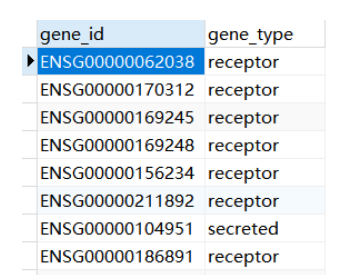 gene_id gene_type
ENSG00000062038 receptor
ENSG00000170312 receptor
ENSG00000169245 receptor
ENSG00000169248 receptor
ENSG00000156234 receptor
ENSG00000211892 receptor
ENSG00000104951 secreted
ENSG00000186891 receptor